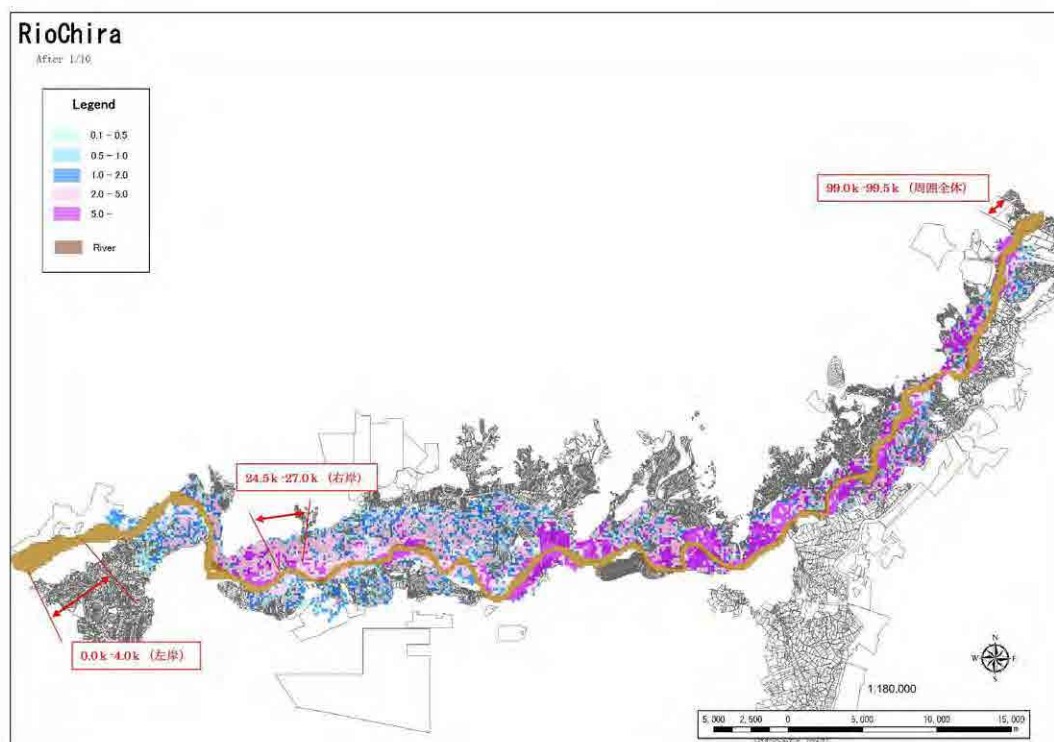 RioChira
After 1/10
Legend
0.1 - 0.5
0.5 - 1.0
1.0 - 2.0
2.0 - 5.0
5.0 -
River
99.0k-99.5k (周囲全体)
24.5k-27.0k (右岸)
0.0k-4.0k (左岸)
N
W
E
S
1:180,000
5,000 2,500 0 5,000 10,000 15,000
m